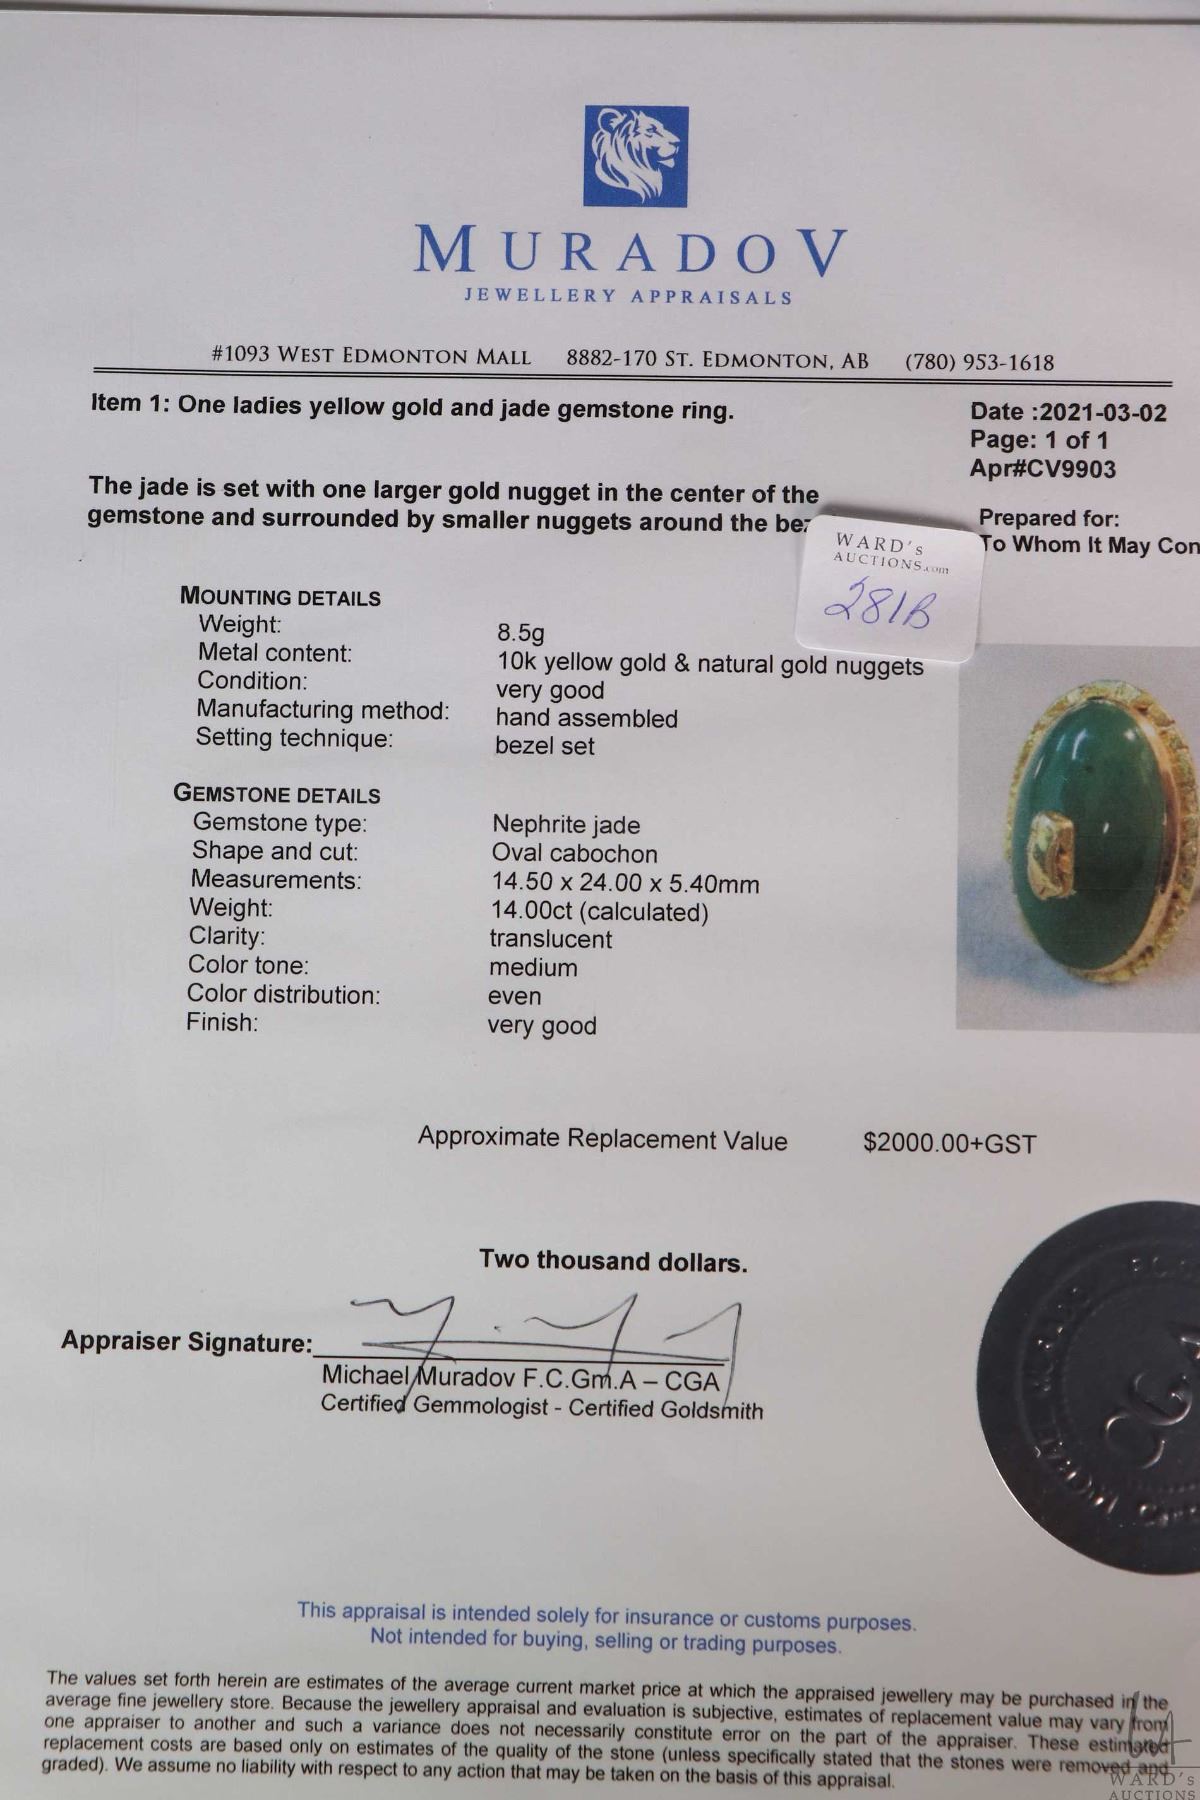 MURADOV
JEWELLERY APPRAISALS
#1093 WEST EDMONTON MALL 8882-170 ST. EDMONTON, AB (780) 953-1618
Item 1: One ladies yellow gold and jade gemstone ring.
Date :2021-03-02
Page: 1 of 1
Apr#CV9903
The jade is set with one larger gold nugget in the center of the
gemstone and surrounded by smaller nuggets around the
Prepared for:
To Whom It May
WARD's
AUCTIONS.com
281B
MOUNTING DETAILS
Weight: 8.5g
Metal content: 10k yellow gold & natural gold nuggets
Condition: very good
Manufacturing method: hand assembled
Setting technique: bezel set
GEMSTONE DETAILS
Gemstone type: Nephrite jade
Shape and cut: Oval cabochon
Measurements: 14.50 x 24.00 x 5.40mm
Weight: 14.00ct (calculated)
Clarity: translucent
Color tone: medium
Color distribution: even
Finish: very good
Approximate Replacement Value $2000.00+GST
Two thousand dollars.
Appraiser Signature:
Michael Muradov F.C.Gm.A – CGA
Certified Gemmologist - Certified Goldsmith
CGA
This appraisal is intended solely for insurance or customs purposes.
Not intended for buying, selling or trading purposes.
The values set forth herein are estimates of the average current market price at which the appraised jewellery may be purchased in the
average fine jewellery store. Because the jewellery appraisal and evaluation is subjective, estimates of replacement value may vary from
one appraiser to another and such a variance does not necessarily constitute error on the part of the appraiser. These estimated
replacement costs are based only on estimates of the quality of the stone (unless specifically stated that the stones were removed and
graded). We assume no liability with respect to any action that may be taken on the basis of this appraisal.
WARD's
AUCTIONS